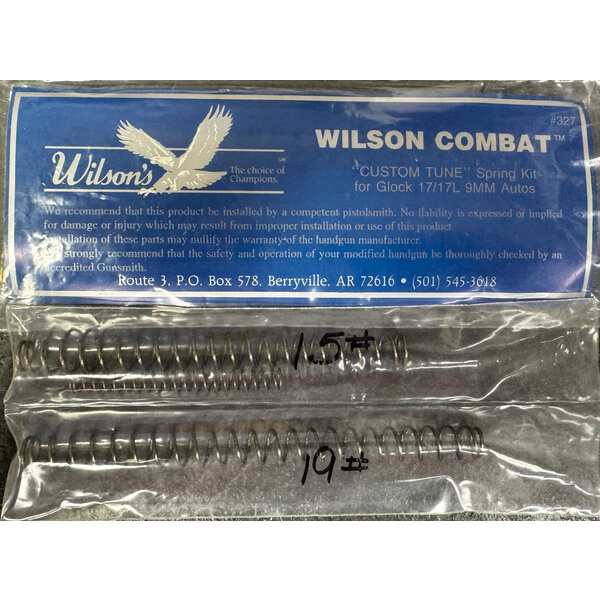 #327
WILSON COMBAT™
Wilson's
SM
The choice of
Champions.
"CUSTOM TUNE" Spring Kit
for Glock 17/17L 9MM Autos
We recommend that this product be installed by a competent pistolsmith. No liability is expressed or implied
for damage or injury which may result from improper installation or use of this product.
Installation of these parts may nullify the warranty of the handgun manufacturer.
We strongly recommend that the safety and operation of your modified handgun be thoroughly checked by an
Accredited Gunsmith.
Route 3, P.O. Box 578, Berryville, AR 72616 • (501) 545-3618
15#
19#